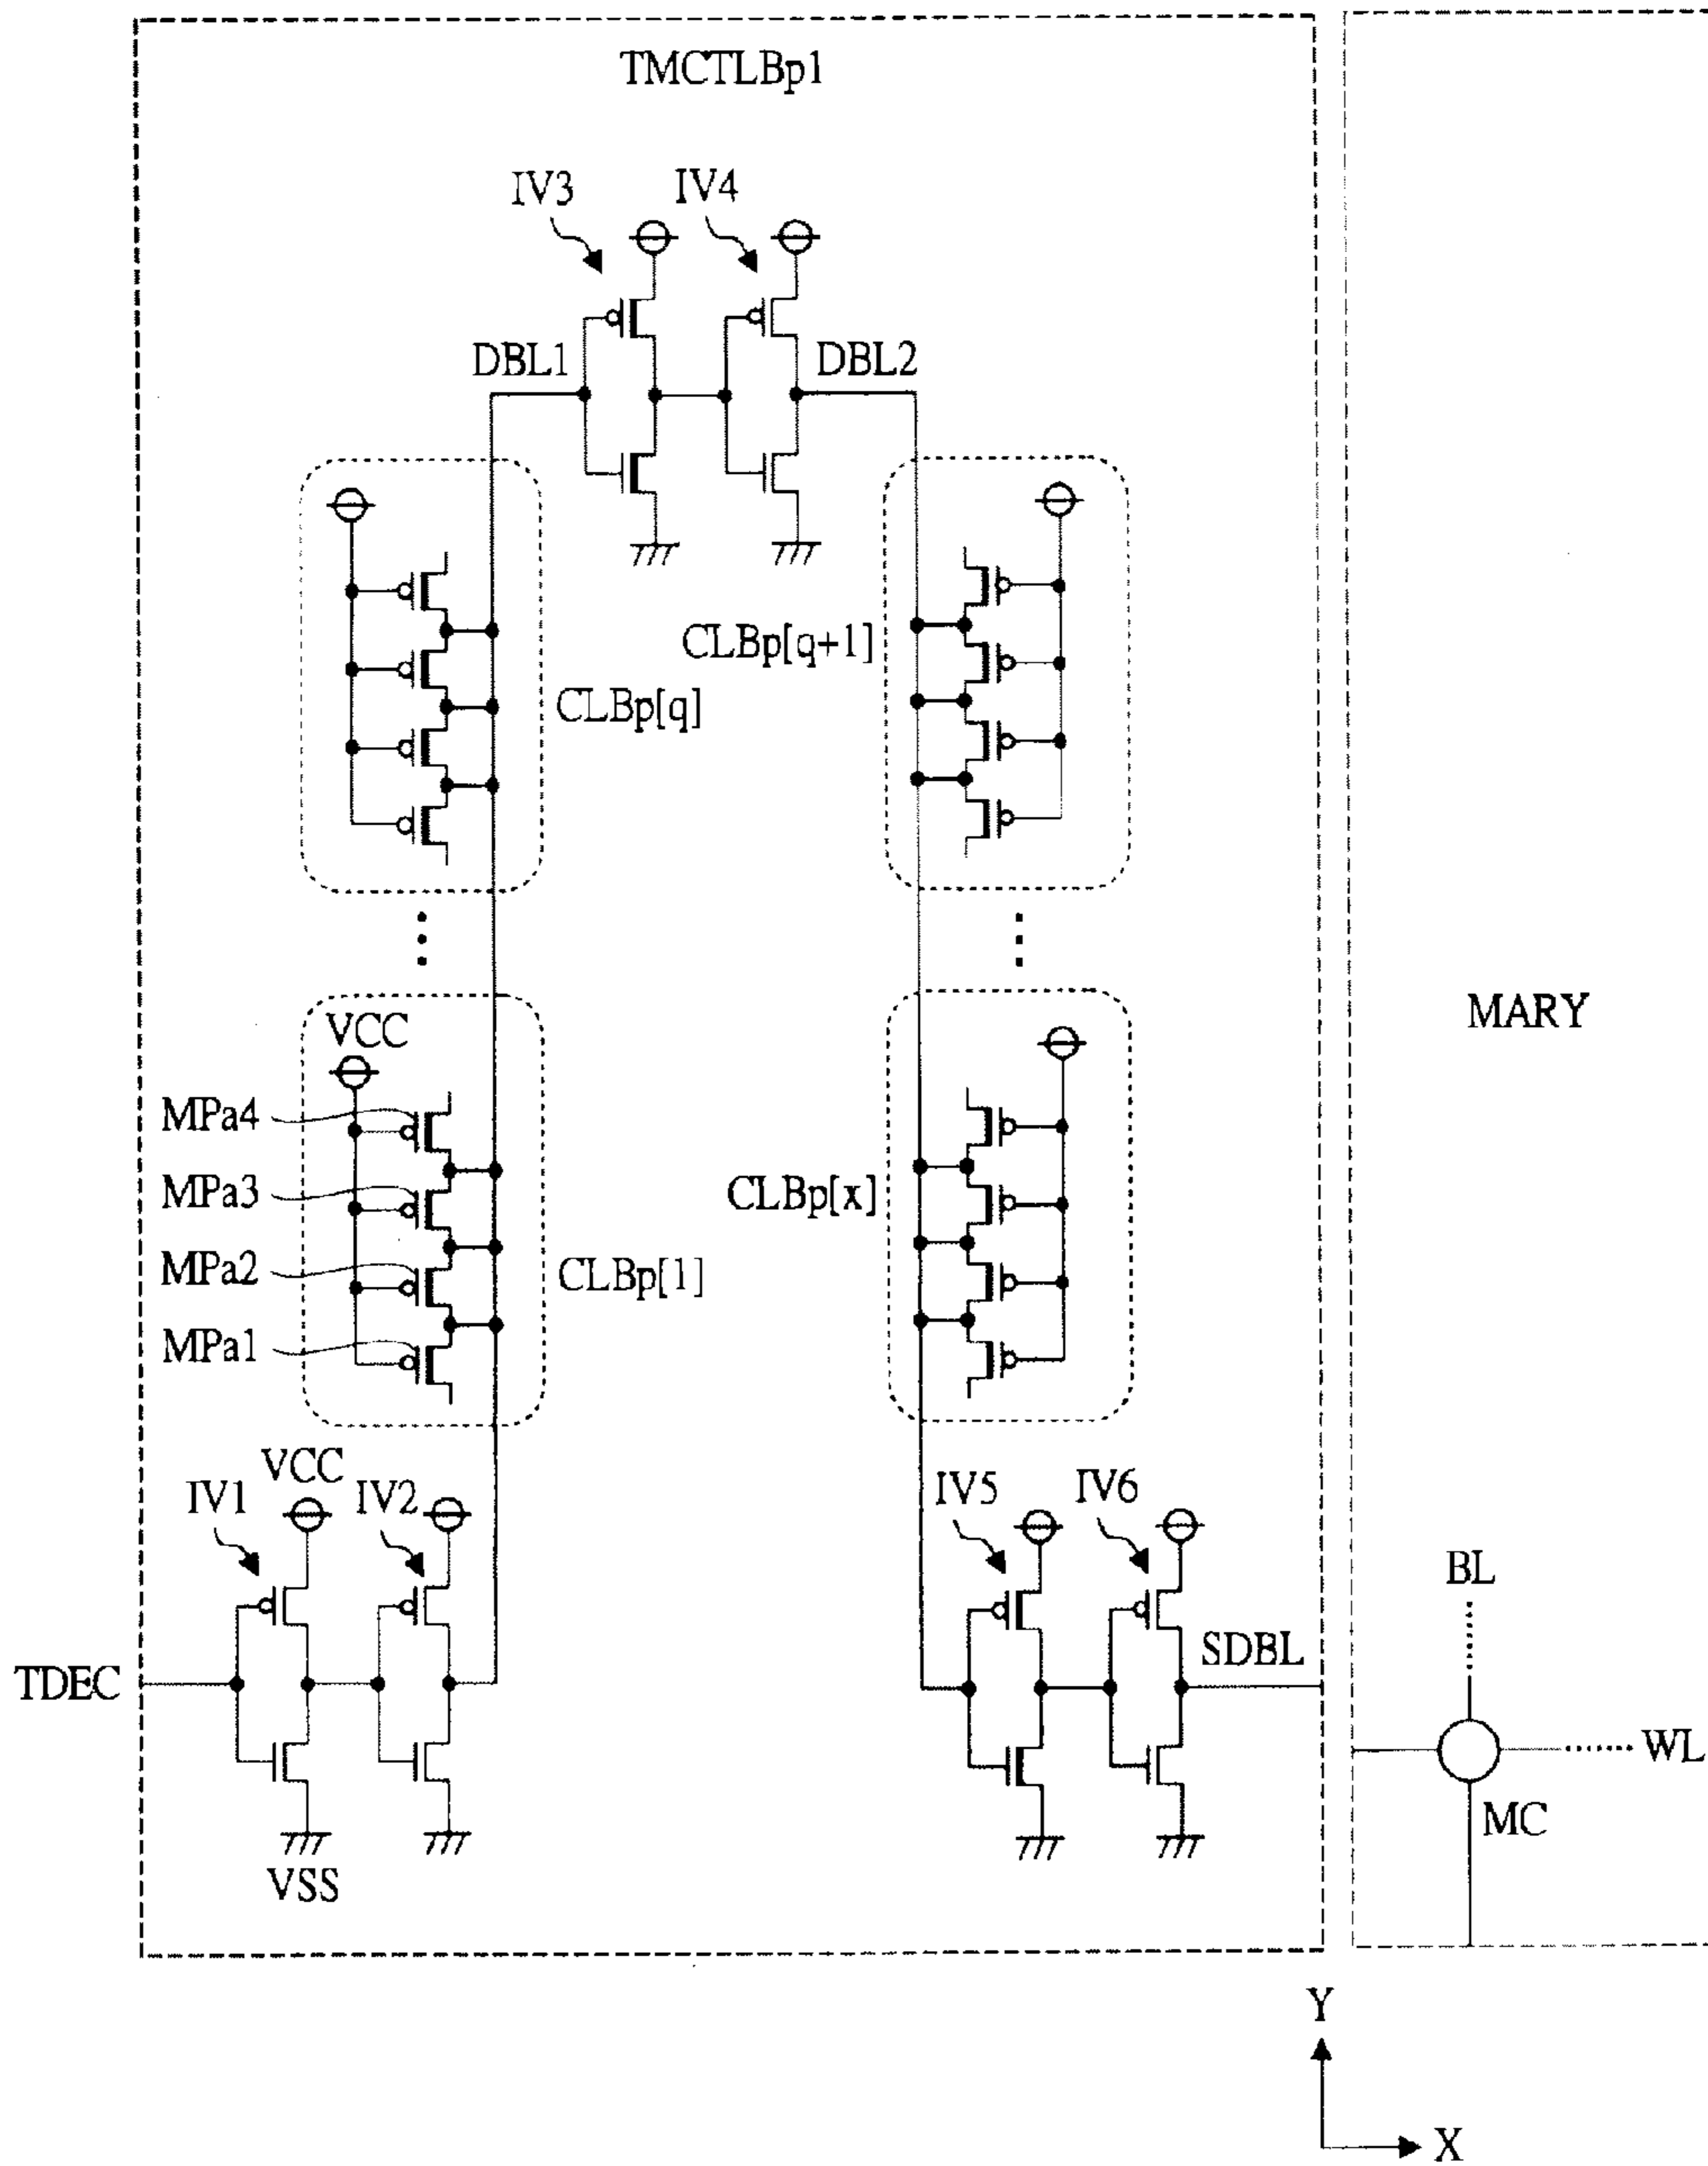 TMCTLBp1
IV3
IV4
DBL1
DBL2
CLBp[q+1]
CLBp[q]
MARY
VCC
MPa4
MPa3
CLBp[x]
MPa2
CLBp[1]
MPa1
VCC
IV1
IV2
IV5
IV6
BL
SDBL
TDEC
WL
MC
VSS
Y
X